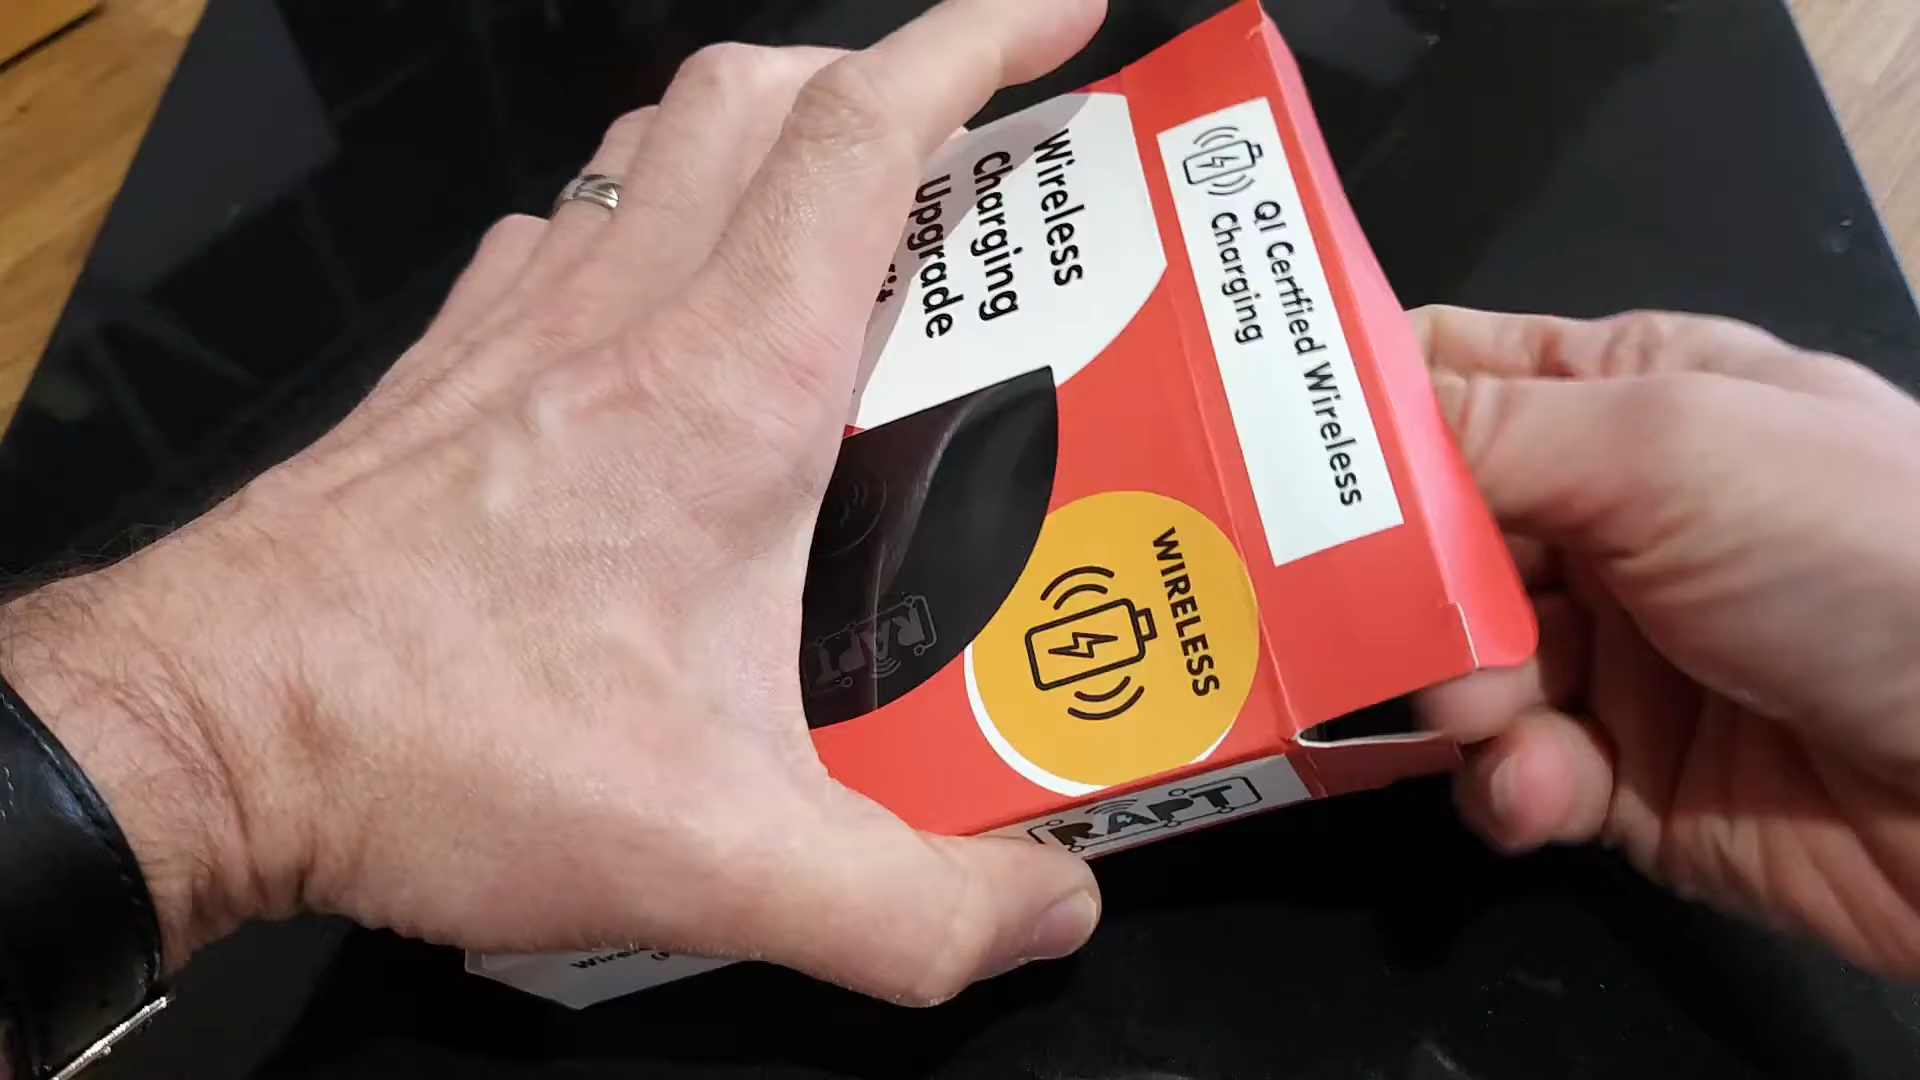 Wireless
Charging
Upgrade
QI Certfied Wireless
Charging
WIRELESS
RAPT
RAPT